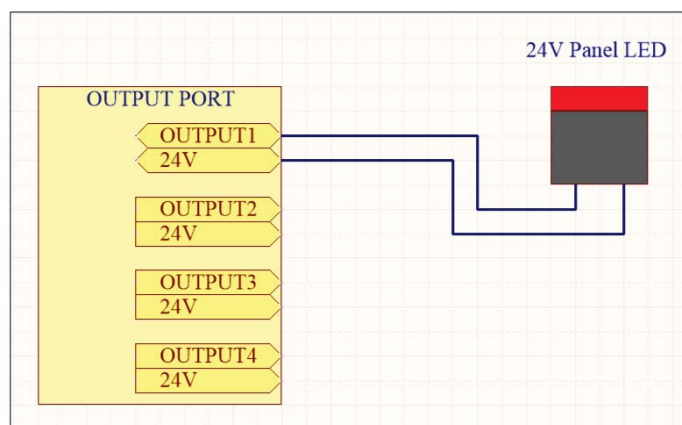 24V Panel LED
OUTPUT PORT
OUTPUT1
24V
OUTPUT2
24V
OUTPUT3
24V
OUTPUT4
24V